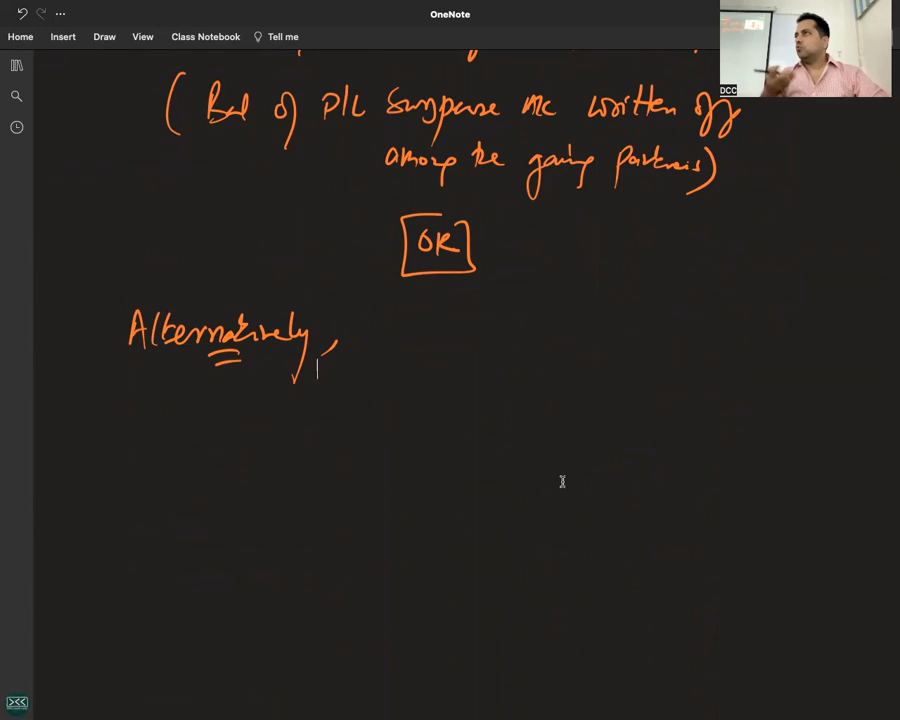 OneNote
Home Insert Draw View Class Notebook Tell me
DCC
( Bal of P/L Suspense A/c written off
among the gaining partners)
OR
Alternatively,